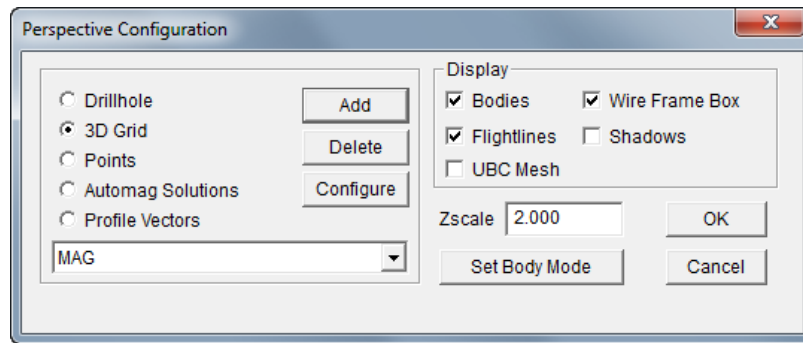 Perspective Configuration
Drillhole
3D Grid
Points
Automag Solutions
Profile Vectors
Add
Delete
Configure
MAG
Display
Bodies
Wire Frame Box
Flightlines
Shadows
UBC Mesh
Zscale 2.000
OK
Set Body Mode
Cancel